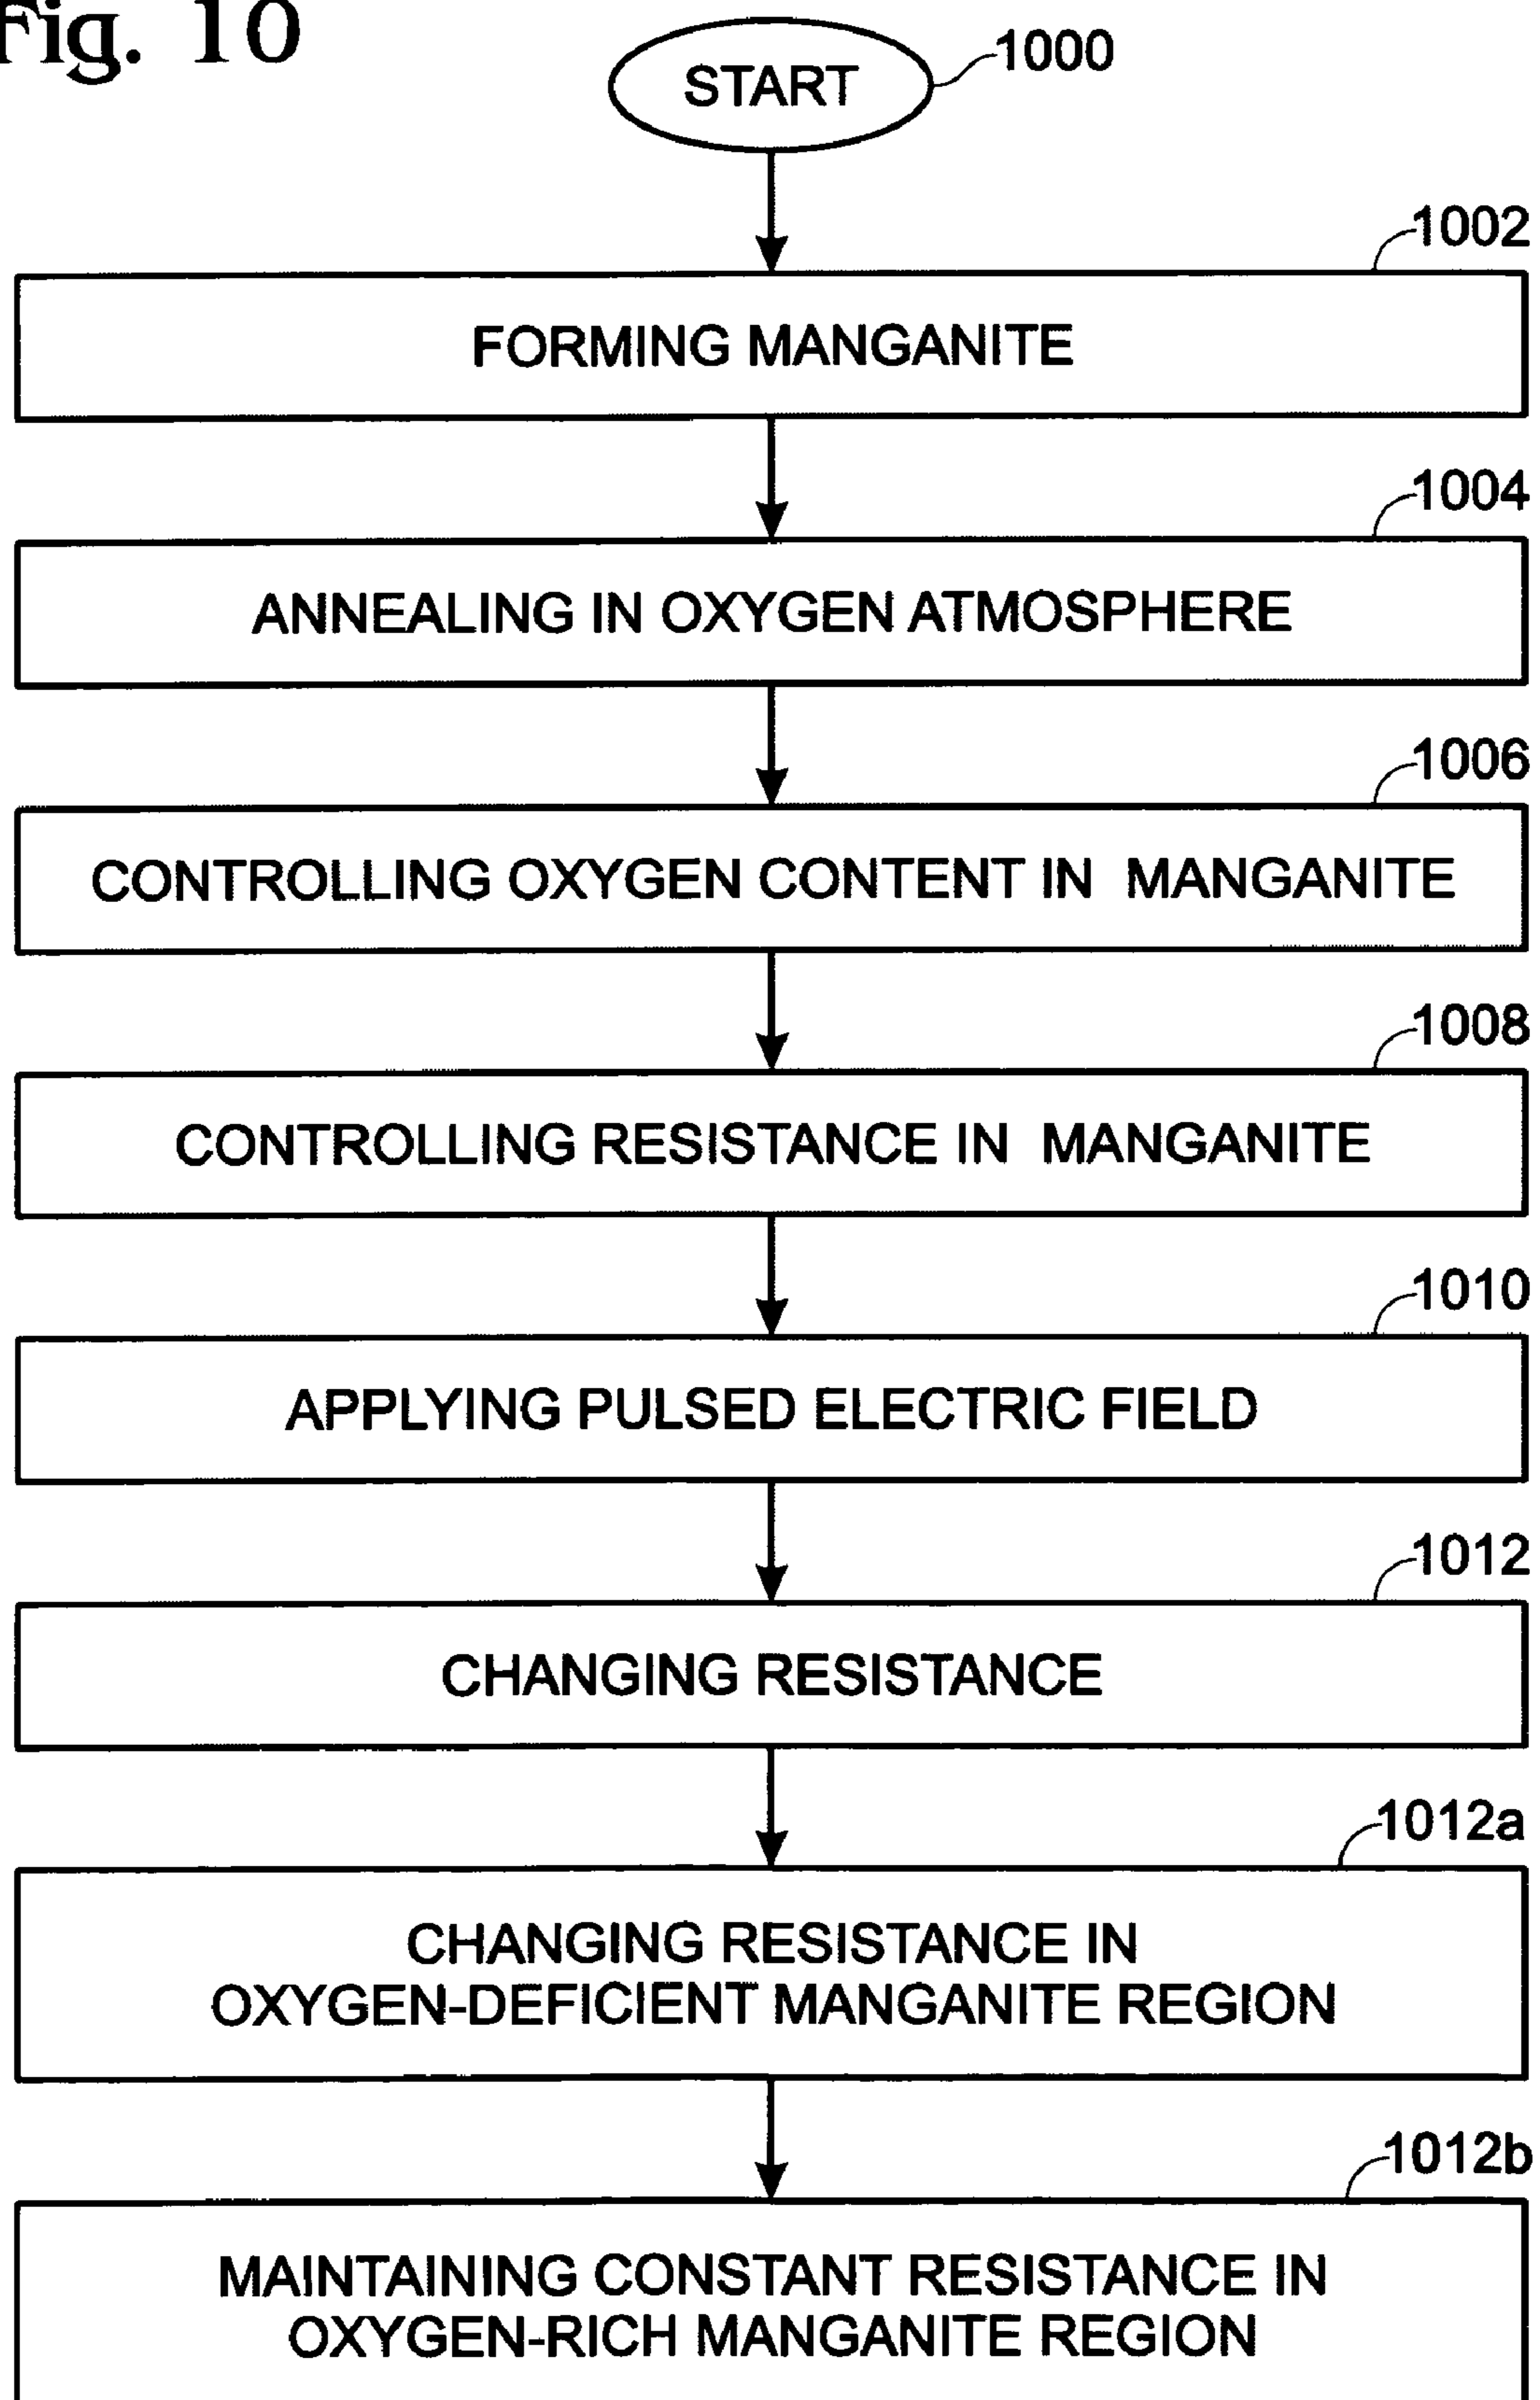 Fig. 10
START
1000
1002
FORMING MANGANITE
1004
ANNEALING IN OXYGEN ATMOSPHERE
1006
CONTROLLING OXYGEN CONTENT IN MANGANITE
1008
CONTROLLING RESISTANCE IN MANGANITE
1010
APPLYING PULSED ELECTRIC FIELD
1012
CHANGING RESISTANCE
1012a
CHANGING RESISTANCE IN
OXYGEN-DEFICIENT MANGANITE REGION
1012b
MAINTAINING CONSTANT RESISTANCE IN
OXYGEN-RICH MANGANITE REGION